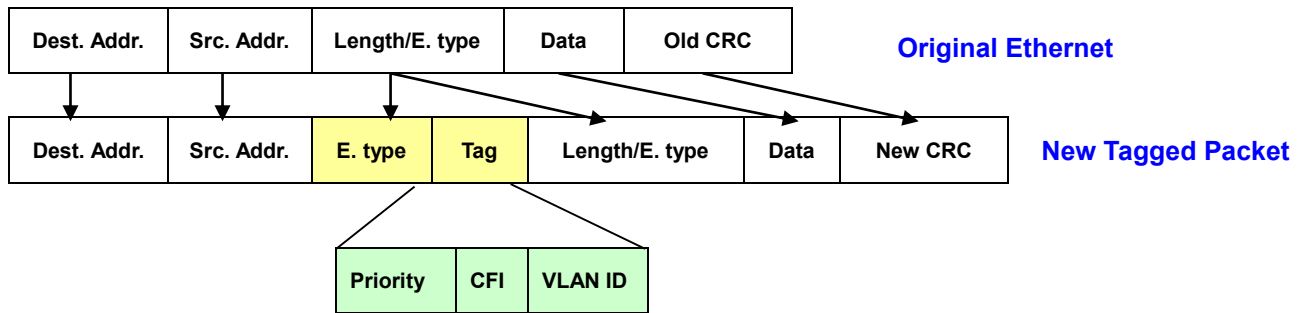 Dest. Addr. Src. Addr. Length/E. type Data Old CRC Original Ethernet
Dest. Addr. Src. Addr. E. type Tag Length/E. type Data New CRC New Tagged Packet
Priority CFI VLAN ID